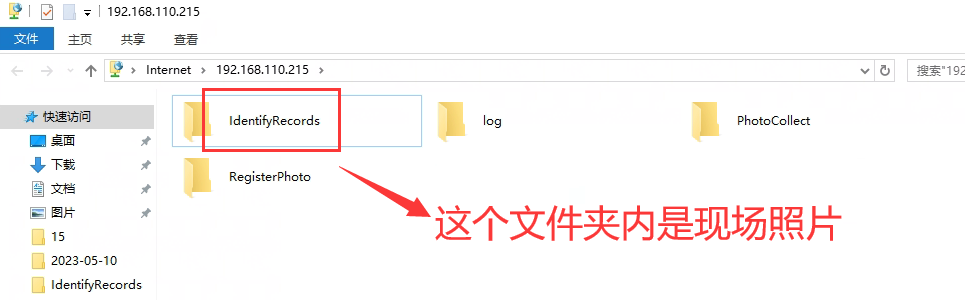 192.168.110.215
文件 主页 共享 查看
Internet 192.168.110.215 搜索"192
快速访问
IdentifyRecords log PhotoCollect
桌面
下载
RegisterPhoto
文档
图片
这个文件夹内是现场照片
15
2023-05-10
IdentifyRecords